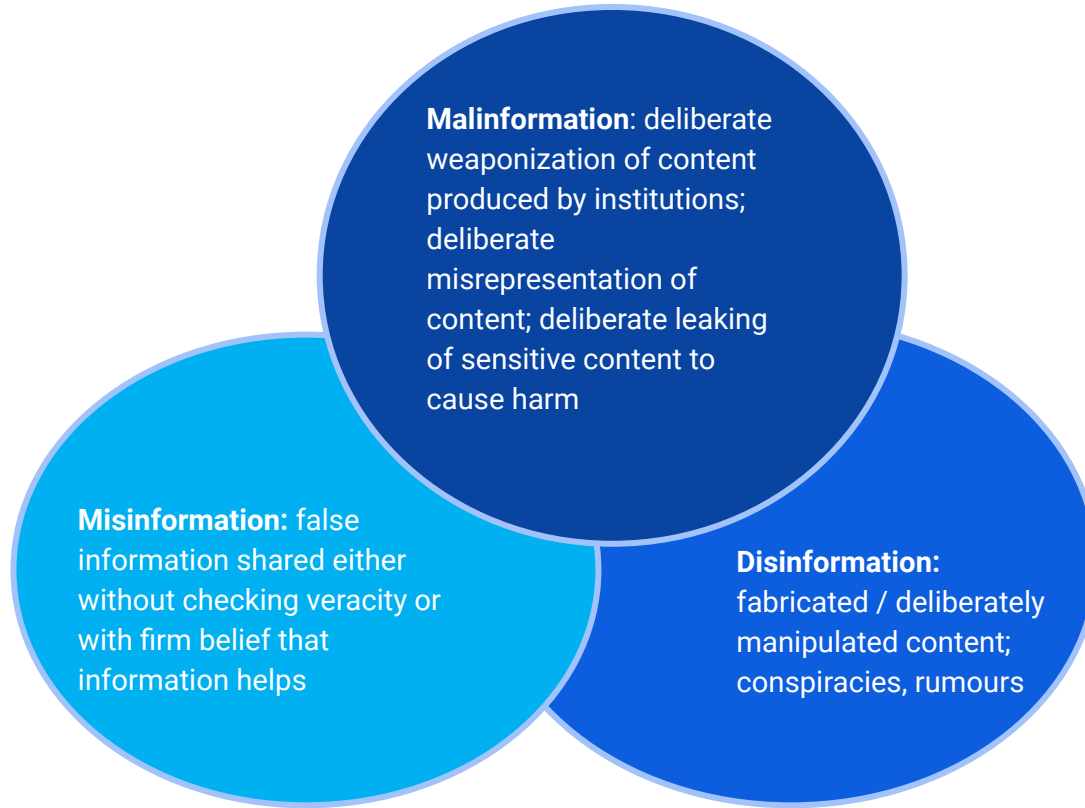 Malinformation: deliberate
weaponization of content
produced by institutions;
deliberate
misrepresentation of
content; deliberate leaking
of sensitive content to
cause harm
Misinformation: false
information shared either
without checking veracity or
with firm belief that
information helps
Disinformation:
fabricated / deliberately
manipulated content;
conspiracies, rumours